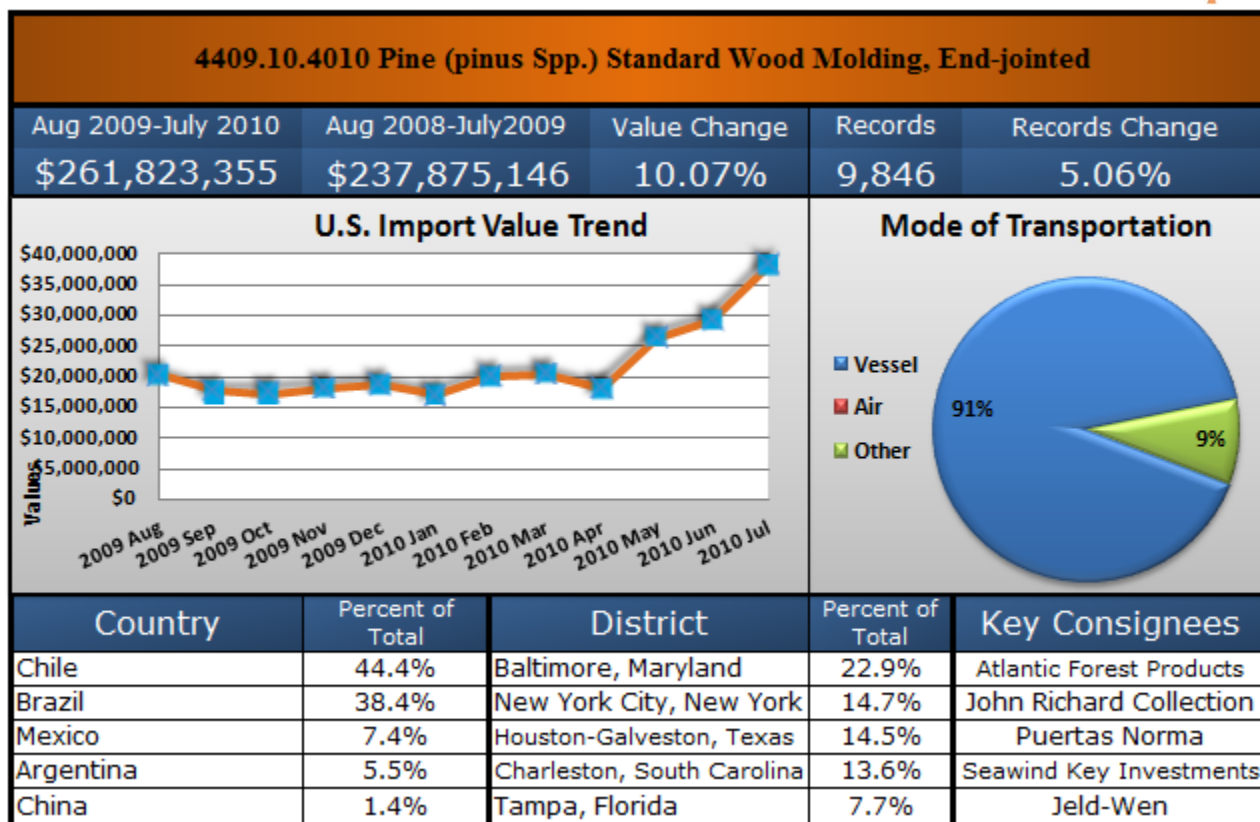 4409.10.4010 Pine (pinus Spp.) Standard Wood Molding, End-jointed
Aug 2009-July 2010 Aug 2008-July2009 Value Change Records Records Change
$261,823,355 $237,875,146 10.07% 9,846 5.06%
U.S. Import Value Trend
$40,000,000
$35,000,000
$30,000,000
$25,000,000
$20,000,000
$15,000,000
$10,000,000
$5,000,000
$0
Values
2009 Aug
2009 Sep
2009 Oct
2009 Nov
2009 Dec
2010 Jan
2010 Feb
2010 Mar
2010 Apr
2010 May
2010 Jun
2010 Jul
Mode of Transportation
Vessel
Air
Other
91%
9%
Country Percent of Total District Percent of Total Key Consignees
Chile 44.4% Baltimore, Maryland 22.9% Atlantic Forest Products
Brazil 38.4% New York City, New York 14.7% John Richard Collection
Mexico 7.4% Houston-Galveston, Texas 14.5% Puertas Norma
Argentina 5.5% Charleston, South Carolina 13.6% Seawind Key Investments
China 1.4% Tampa, Florida 7.7% Jeld-Wen